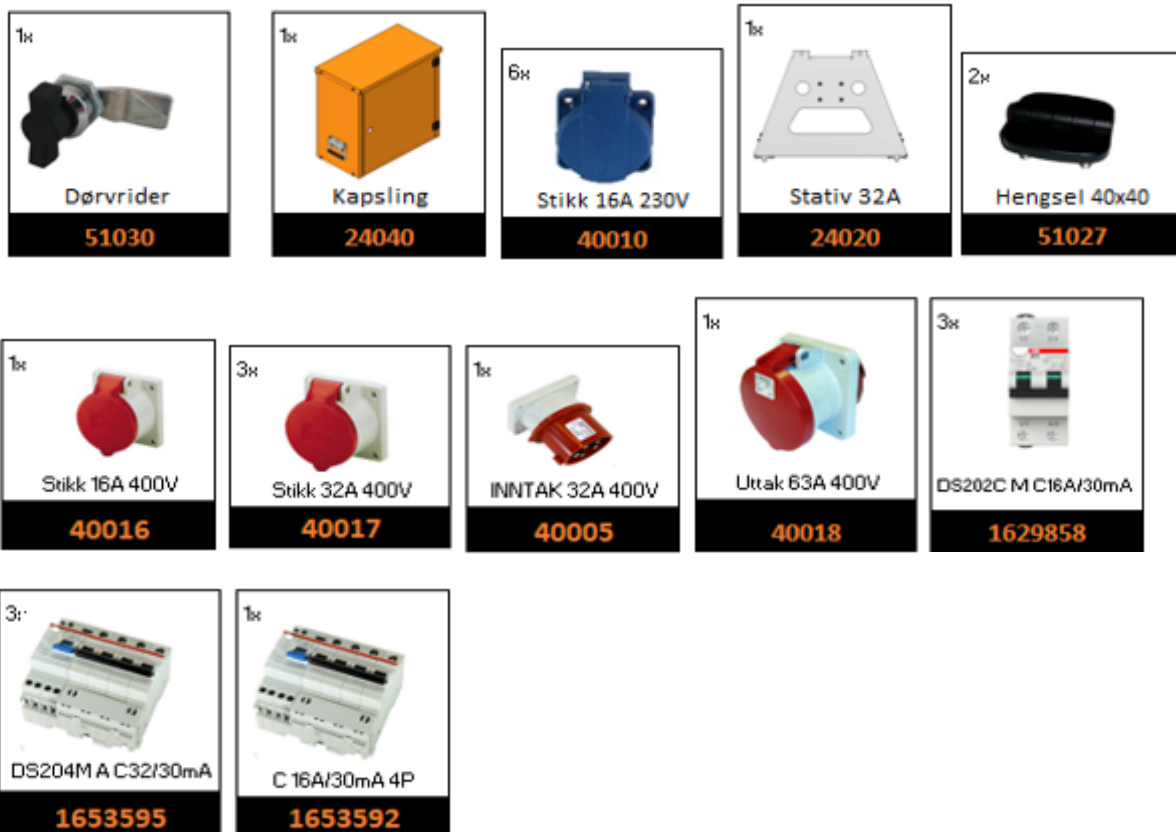 1x
Dørvrider
51030
1x
Kapsling
24040
6x
Stikk 16A 230V
40010
1x
Stativ 32A
24020
2x
Hengsel 40x40
51027
1x
Stikk 16A 400V
40016
3x
Stikk 32A 400V
40017
1x
INNTAK 32A 400V
40005
1x
Uttak 63A 400V
40018
3x
DS202C M C16A/30mA
1629858
3x
DS204M A C32/30mA
1653595
1x
C 16A/30mA 4P
1653592